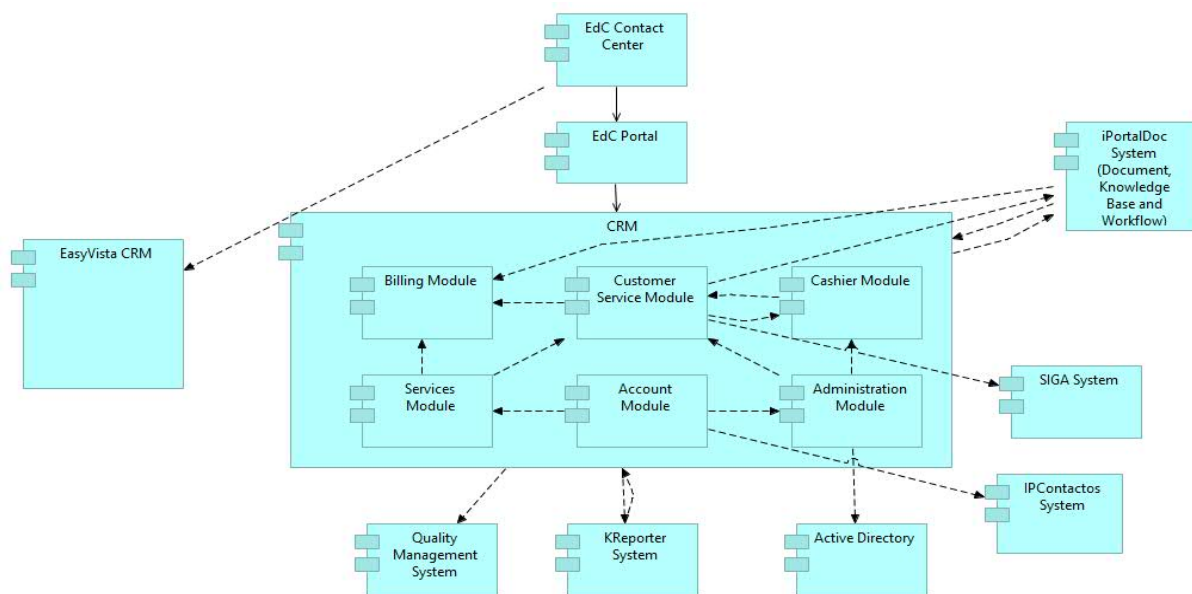 EdC Contact
Center
EdC Portal
iPortalDoc
System
(Document,
Knowledge
Base and
Workflow)
CRM
EasyVista CRM
Billing Module
Customer
Service Module
Cashier Module
Services
Module
Account
Module
Administration
Module
SIGA System
IPContactos
System
Quality
Management
System
KReporter
System
Active Directory